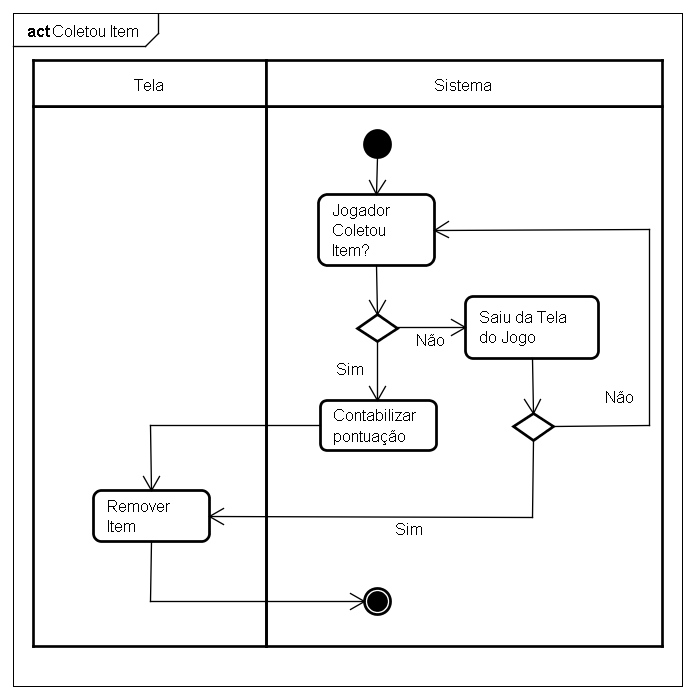 act Coletou Item
Tela
Sistema
Jogador
Coletou
Item?
Saiu da Tela
do Jogo
Não
Sim
Não
Contabilizar
pontuação
Remover
Item
Sim